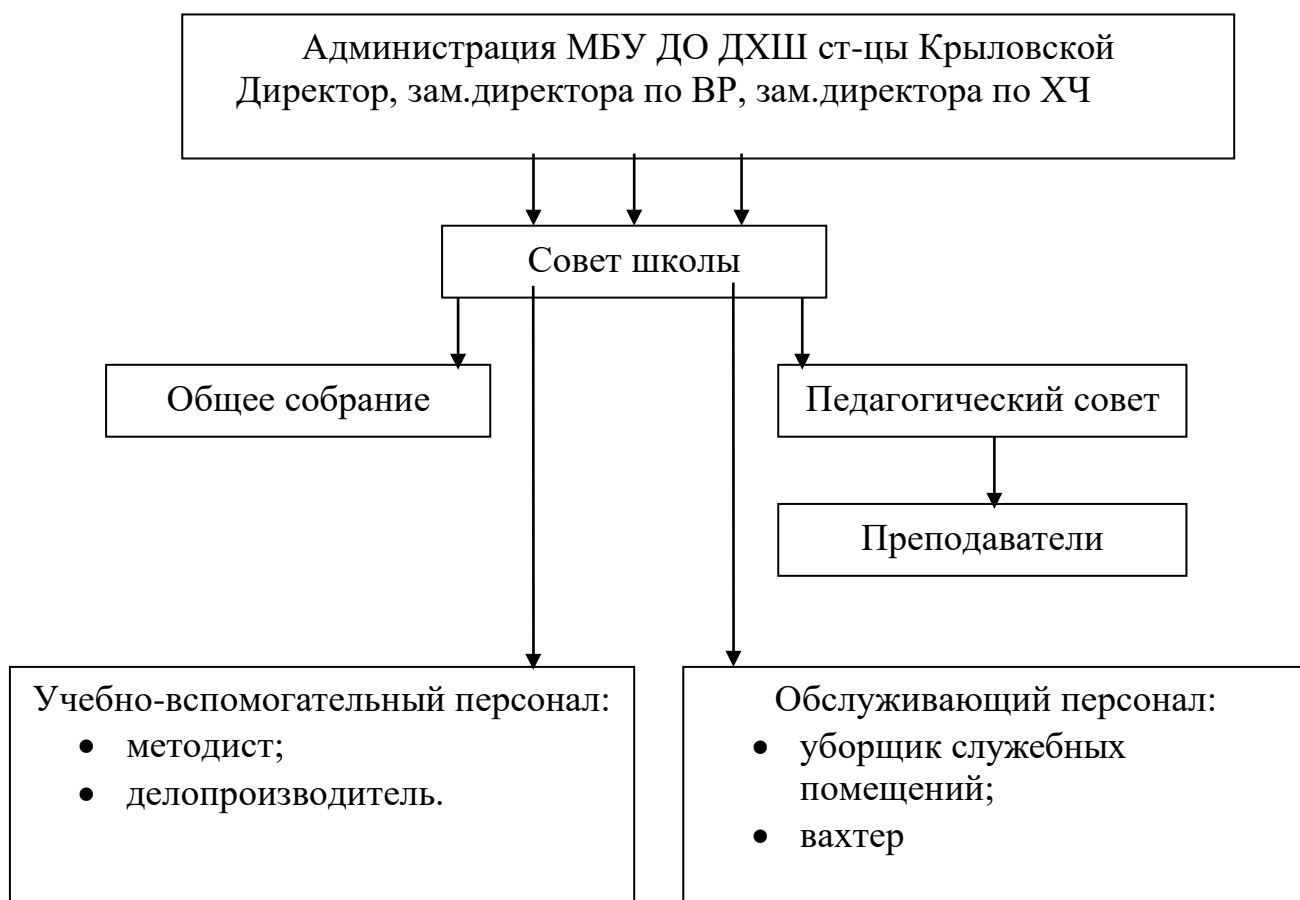 Администрация МБУ ДО ДХШ ст-цы Крыловской
Директор, зам.директора по ВР, зам.директора по ХЧ
Совет школы
Общее собрание
Педагогический совет
Преподаватели
Учебно-вспомогательный персонал:
• методист;
• делопроизводитель.
Обслуживающий персонал:
• уборщик служебных
помещений;
• вахтер